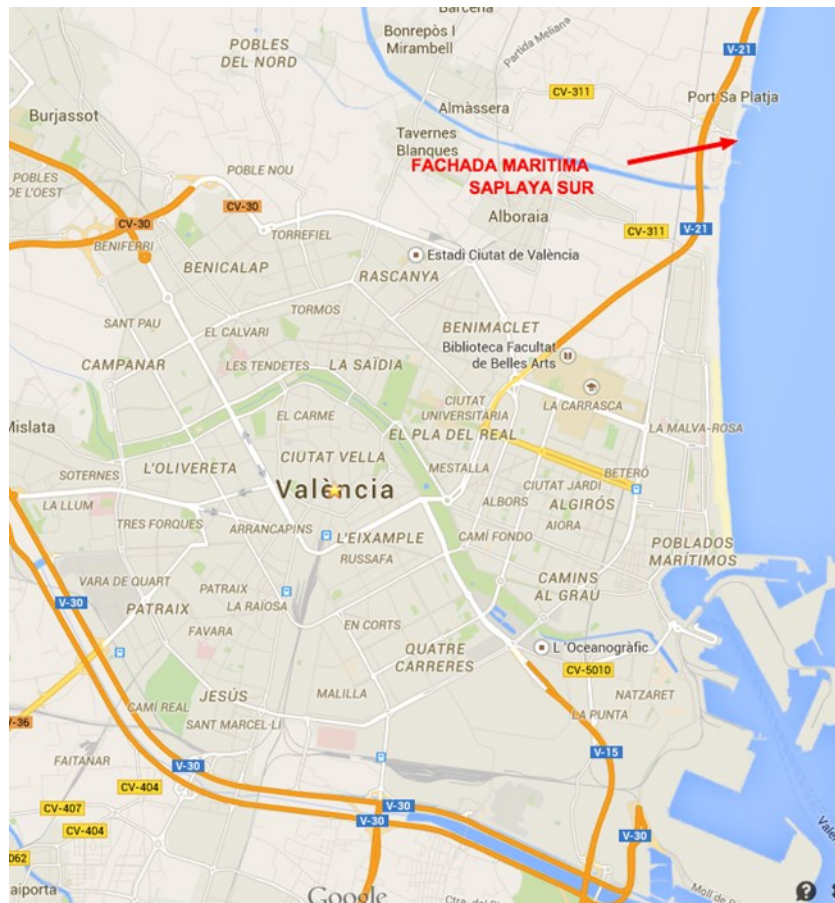 Barcena
Bonrepòs I
Mirambell
Partida Meliana
V-21
POBLES
DEL NORD
CV-311
Port Sa Platja
Burjassot
Almàssera
Tavernes
Blanques
FACHADA MARITIMA
SAPLAYA SUR
POBLE NOU
POBLES
DE L'OEST
CV-30
CV-30
Alboraia
CV-311
V-21
BENIFERRI
TORREFIEL
Estadi Ciutat de València
BENICALAP
RASCANYA
TORMOS
SANT PAU
EL CALVARI
BENIMACLET
Biblioteca Facultat
de Belles Arts
CAMPANAR
LES TENDETES
LA SAÏDIA
CIUTAT
UNIVERSITÀRIA
LA CARRASCA
EL CARME
EL PLA DEL REAL
LA MALVA-ROSA
Mislata
CIUTAT VELLA
L'OLIVERETA
MESTALLA
SOTERNES
BETERÓ
CIUTAT JARDI
València
LA LLUM
ALBORS
ALGIRÓS
TRES FORQUES
ARRANCAPINS
L'EIXAMPLE
AIORA
CAMÍ FONDO
POBLADOS
MARÍTIMOS
RUSSAFA
VARA DE QUART
CAMINS
AL GRAU
V-30
PATRAIX
PATRAIX
LA RAÏOSA
EN CORTS
FAVARA
QUATRE
CARRERES
L 'Oceanogràfic
CV-5010
JESÚS
MALILLA
NATZARET
CAMÍ REAL
V-36
SANT MARCEL·LÍ
LA PUNTA
FAITANAR
V-15
V-30
CV-404
CV-407
V-30
CV-404
V-30
V-30
062
aiporta
Google
Valèn
?